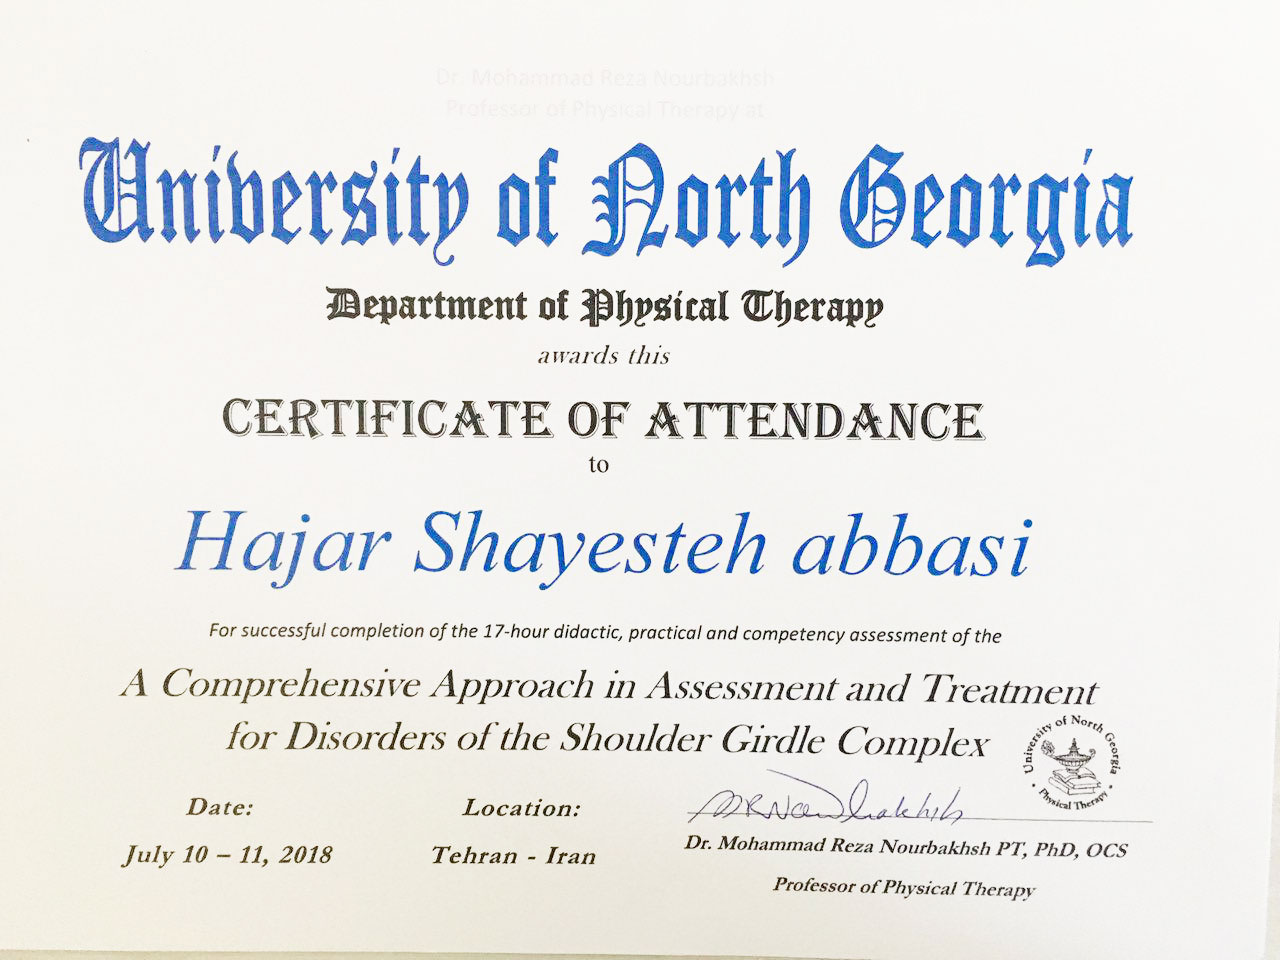 Dr. Mohammad Reza Nourbakhsh
Professor of Physical Therapy at
University of North Georgia
Department of Physical Therapy
awards this
CERTIFICATE OF ATTENDANCE
to
Hajar Shayesteh abbasi
For successful completion of the 17-hour didactic, practical and competency assessment of the
A Comprehensive Approach in Assessment and Treatment
for Disorders of the Shoulder Girdle Complex
University of North Georgia
Physical Therapy
Date:
July 10 – 11, 2018
Location:
Tehran - Iran
MRNourbakhsh
Dr. Mohammad Reza Nourbakhsh PT, PhD, OCS
Professor of Physical Therapy